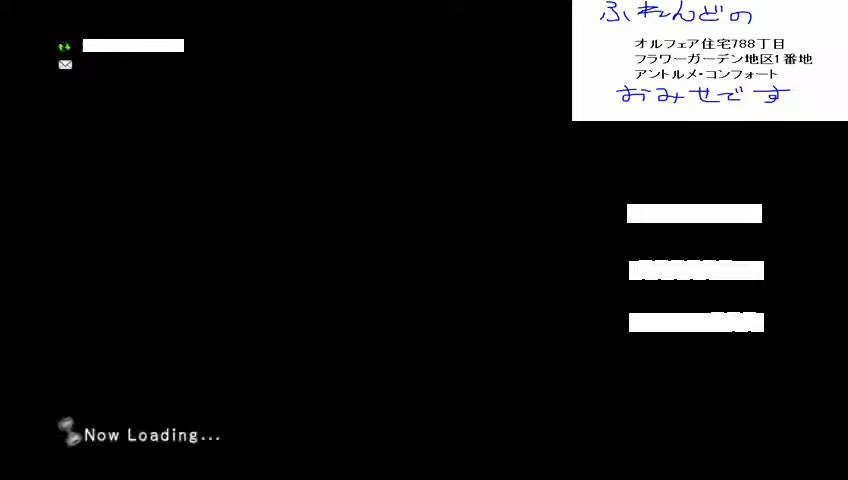 ふれんどの
オルフェア住宅788丁目
フラワーガーデン地区1番地
アントルメ・コンフォート
おみせです
Now Loading...